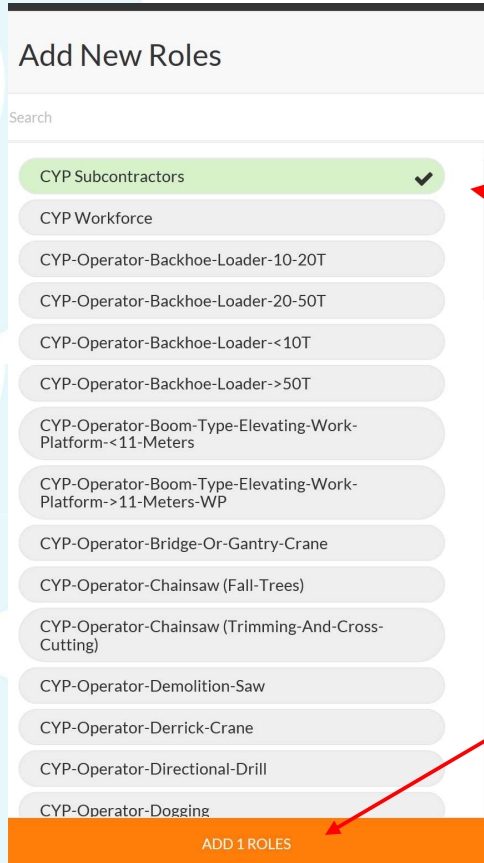 Add New Roles
Search
CYP Subcontractors
CYP Workforce
CYP-Operator-Backhoe-Loader-10-20T
CYP-Operator-Backhoe-Loader-20-50T
CYP-Operator-Backhoe-Loader-<10T
CYP-Operator-Backhoe-Loader->50T
CYP-Operator-Boom-Type-Elevating-Work-
Platform-<11-Meters
CYP-Operator-Boom-Type-Elevating-Work-
Platform->11-Meters-WP
CYP-Operator-Bridge-Or-Gantry-Crane
CYP-Operator-Chainsaw (Fall-Trees)
CYP-Operator-Chainsaw (Trimming-And-Cross-
Cutting)
CYP-Operator-Demolition-Saw
CYP-Operator-Derrick-Crane
CYP-Operator-Directional-Drill
CYP-Operator-Dogging
ADD 1 ROLES